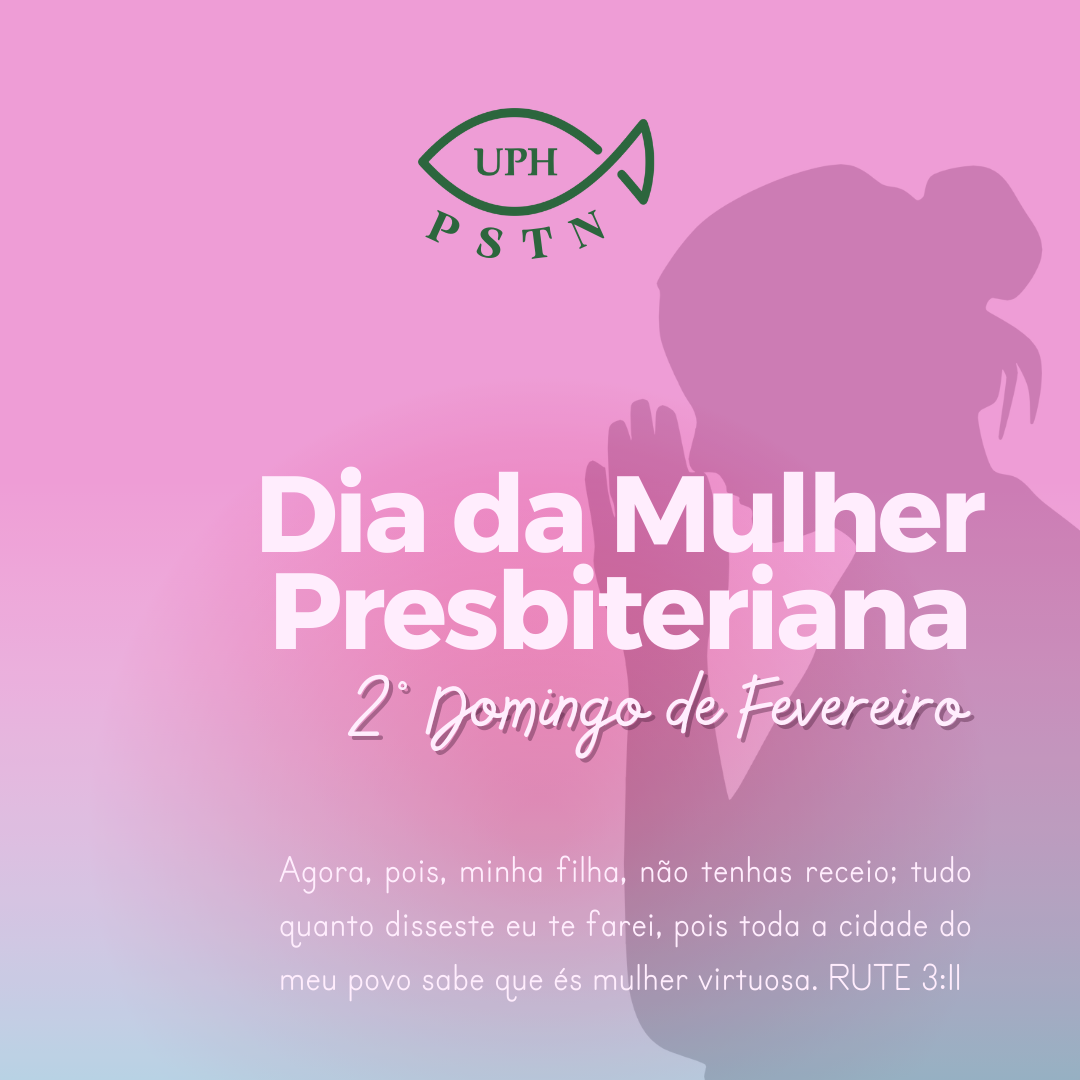 UPH
PSTN
Dia da Mulher
Presbiteriana
2° Domingo de Fevereiro
Agora, pois, minha filha, não tenhas receio; tudo
quanto disseste eu te farei, pois toda a cidade do
meu povo sabe que és mulher virtuosa. RUTE 3:11